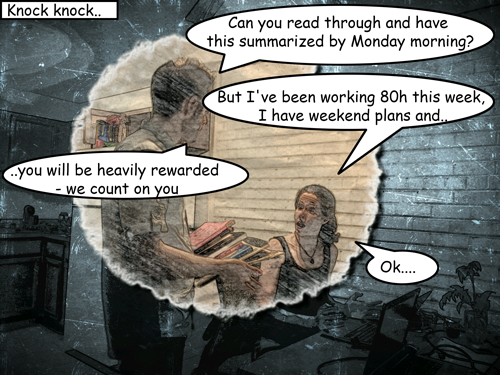 Knock knock..
Can you read through and have
this summarized by Monday morning?
But I've been working 80h this week,
I have weekend plans and..
..you will be heavily rewarded
- we count on you
Ok....